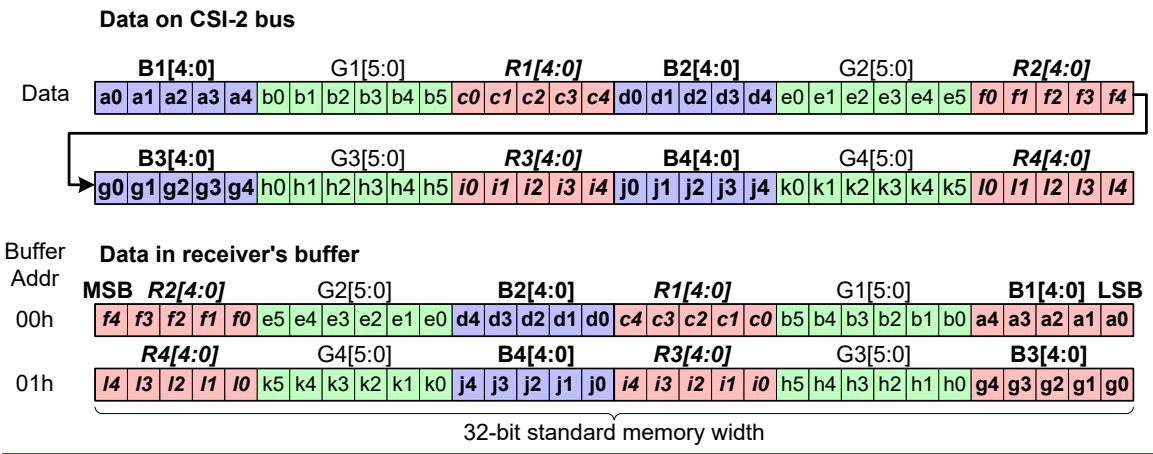 Data on CSI-2 bus
B1[4:0] G1[5:0] R1[4:0] B2[4:0] G2[5:0] R2[4:0]
Data a0 a1 a2 a3 a4 b0 b1 b2 b3 b4 b5 c0 c1 c2 c3 c4 d0 d1 d2 d3 d4 e0 e1 e2 e3 e4 e5 f0 f1 f2 f3 f4
B3[4:0] G3[5:0] R3[4:0] B4[4:0] G4[5:0] R4[4:0]
g0 g1 g2 g3 g4 h0 h1 h2 h3 h4 h5 i0 i1 i2 i3 i4 j0 j1 j2 j3 j4 k0 k1 k2 k3 k4 k5 l0 l1 l2 l3 l4
Buffer Addr
Data in receiver's buffer
MSB R2[4:0] G2[5:0] B2[4:0] R1[4:0] G1[5:0] B1[4:0] LSB
00h f4 f3 f2 f1 f0 e5 e4 e3 e2 e1 e0 d4 d3 d2 d1 d0 c4 c3 c2 c1 c0 b5 b4 b3 b2 b1 b0 a4 a3 a2 a1 a0
R4[4:0] G4[5:0] B4[4:0] R3[4:0] G3[5:0] B3[4:0]
01h l4 l3 l2 l1 l0 k5 k4 k3 k2 k1 k0 j4 j3 j2 j1 j0 i4 i3 i2 i1 i0 h5 h4 h3 h2 h1 h0 g4 g3 g2 g1 g0
32-bit standard memory width